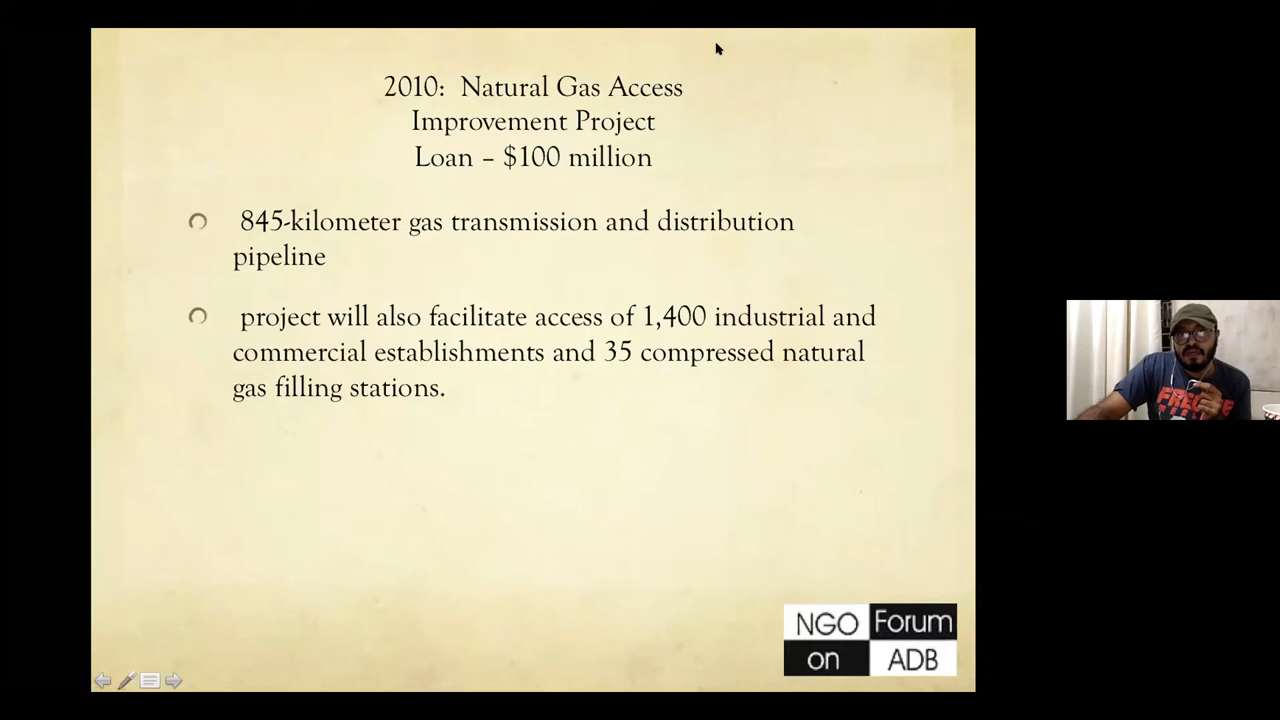 2010: Natural Gas Access
Improvement Project
Loan – $100 million
845-kilometer gas transmission and distribution
pipeline
project will also facilitate access of 1,400 industrial and
commercial establishments and 35 compressed natural
gas filling stations.
NGO Forum
on ADB